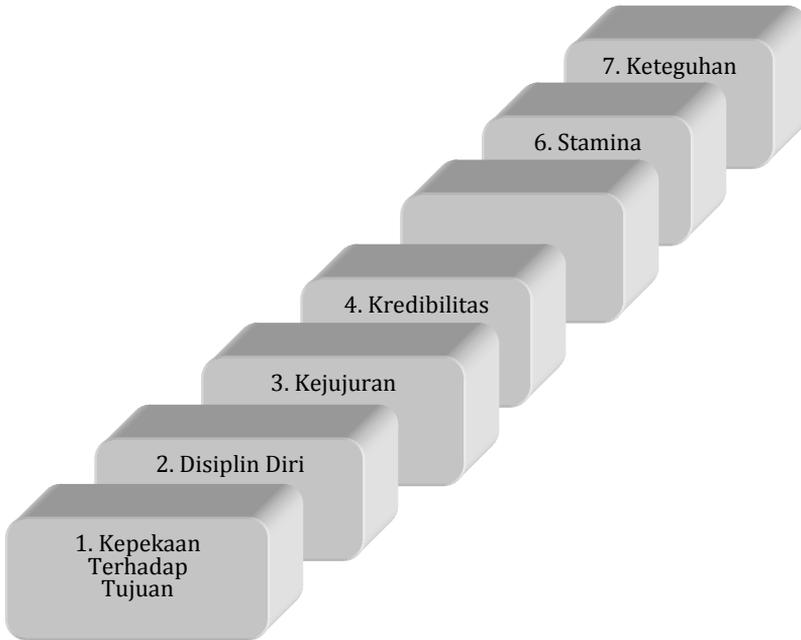 7. Keteguhan
6. Stamina
4. Kredibilitas
3. Kejujuran
2. Disiplin Diri
1. Kepekaan
Terhadap
Tujuan